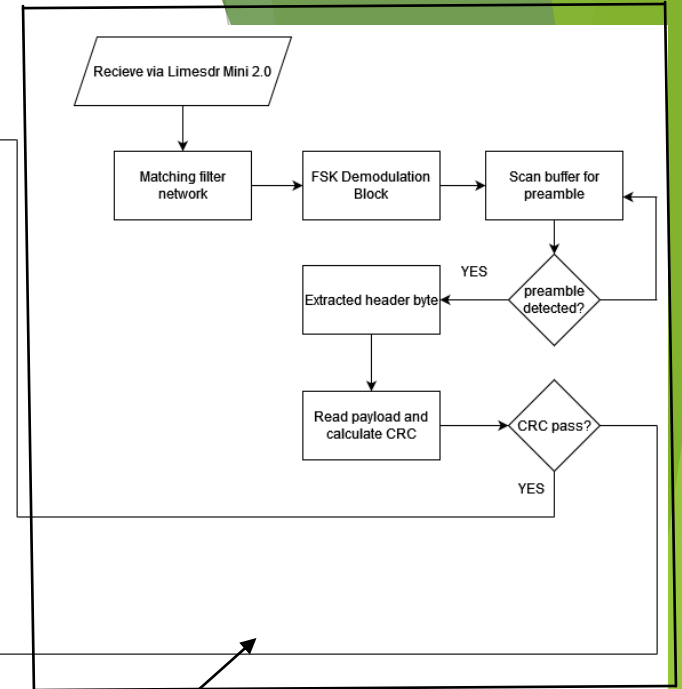 Recieve via Limesdr Mini 2.0
Matching filter
network
FSK Demodulation
Block
Scan buffer for
preamble
YES
preamble
detected?
Extracted header byte
Read payload and
calculate CRC
CRC pass?
YES